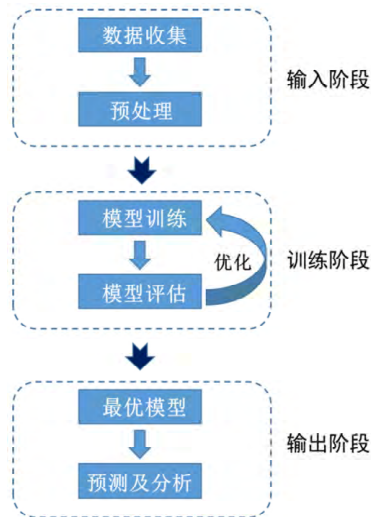 数据收集
输入阶段
预处理
模型训练
优化
训练阶段
模型评估
最优模型
输出阶段
预测及分析